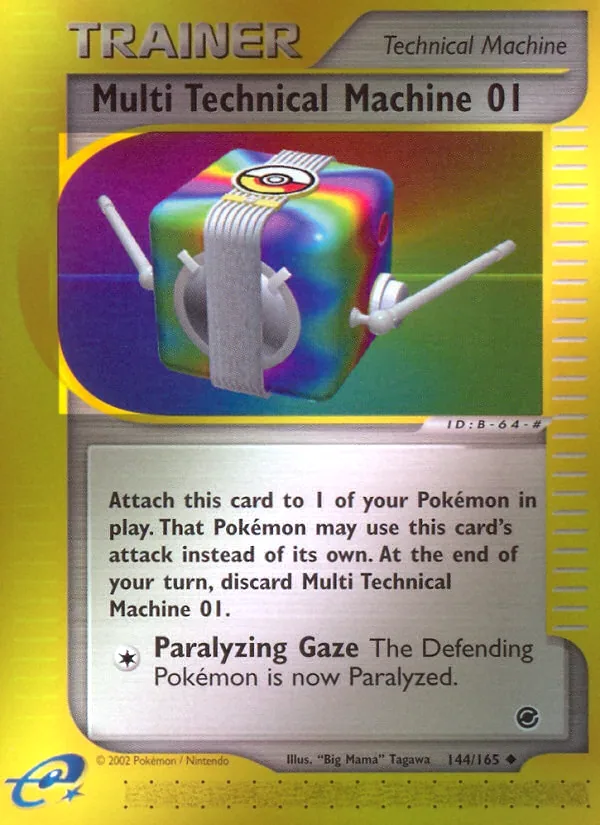 TRAINER
Technical Machine
Multi Technical Machine 01
ID:B-64-#
Attach this card to 1 of your Pokémon in
play. That Pokémon may use this card's
attack instead of its own. At the end of
your turn, discard Multi Technical
Machine 01.
Paralyzing Gaze The Defending
Pokémon is now Paralyzed.
© 2002 Pokémon / Nintendo
Illus. "Big Mama" Tagawa
144/165
e